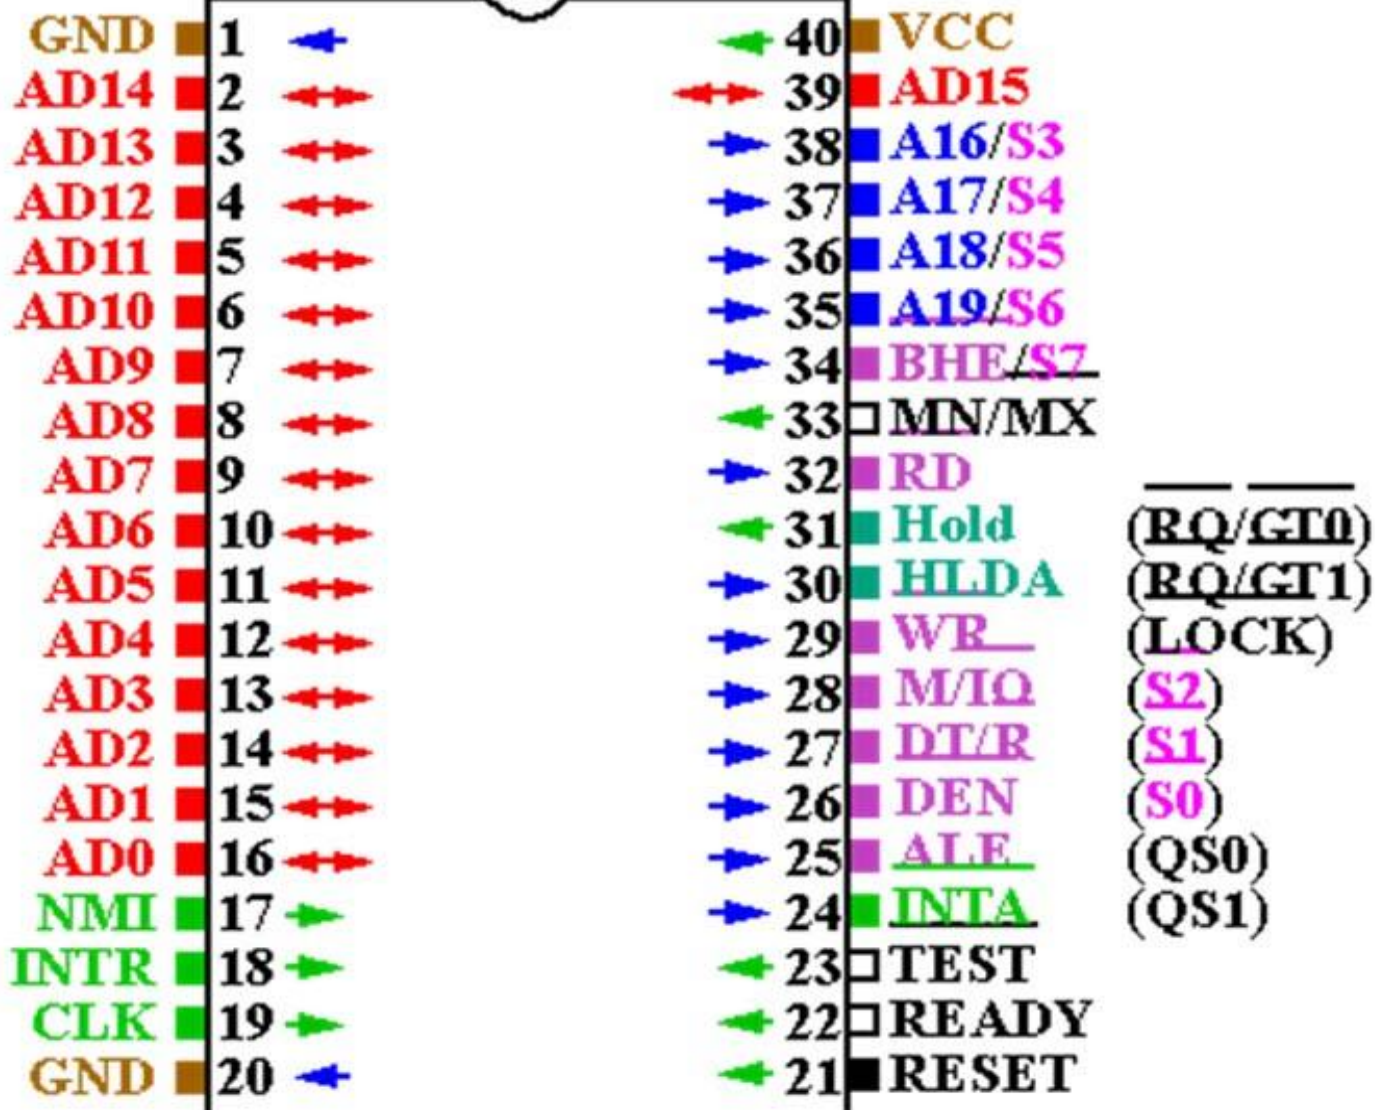 GND 1 40 VCC
AD14 2 39 AD15
AD13 3 38 A16/S3
AD12 4 37 A17/S4
AD11 5 36 A18/S5
AD10 6 35 A19/S6
AD9 7 34 BHE/S7
AD8 8 33 MN/MX
AD7 9 32 RD
AD6 10 31 Hold (RQ/GT0)
AD5 11 30 HLDA (RQ/GT1)
AD4 12 29 WR (LOCK)
AD3 13 28 M/IO (S2)
AD2 14 27 DT/R (S1)
AD1 15 26 DEN (S0)
AD0 16 25 ALE (QS0)
NMI 17 24 INTA (QS1)
INTR 18 23 TEST
CLK 19 22 READY
GND 20 21 RESET